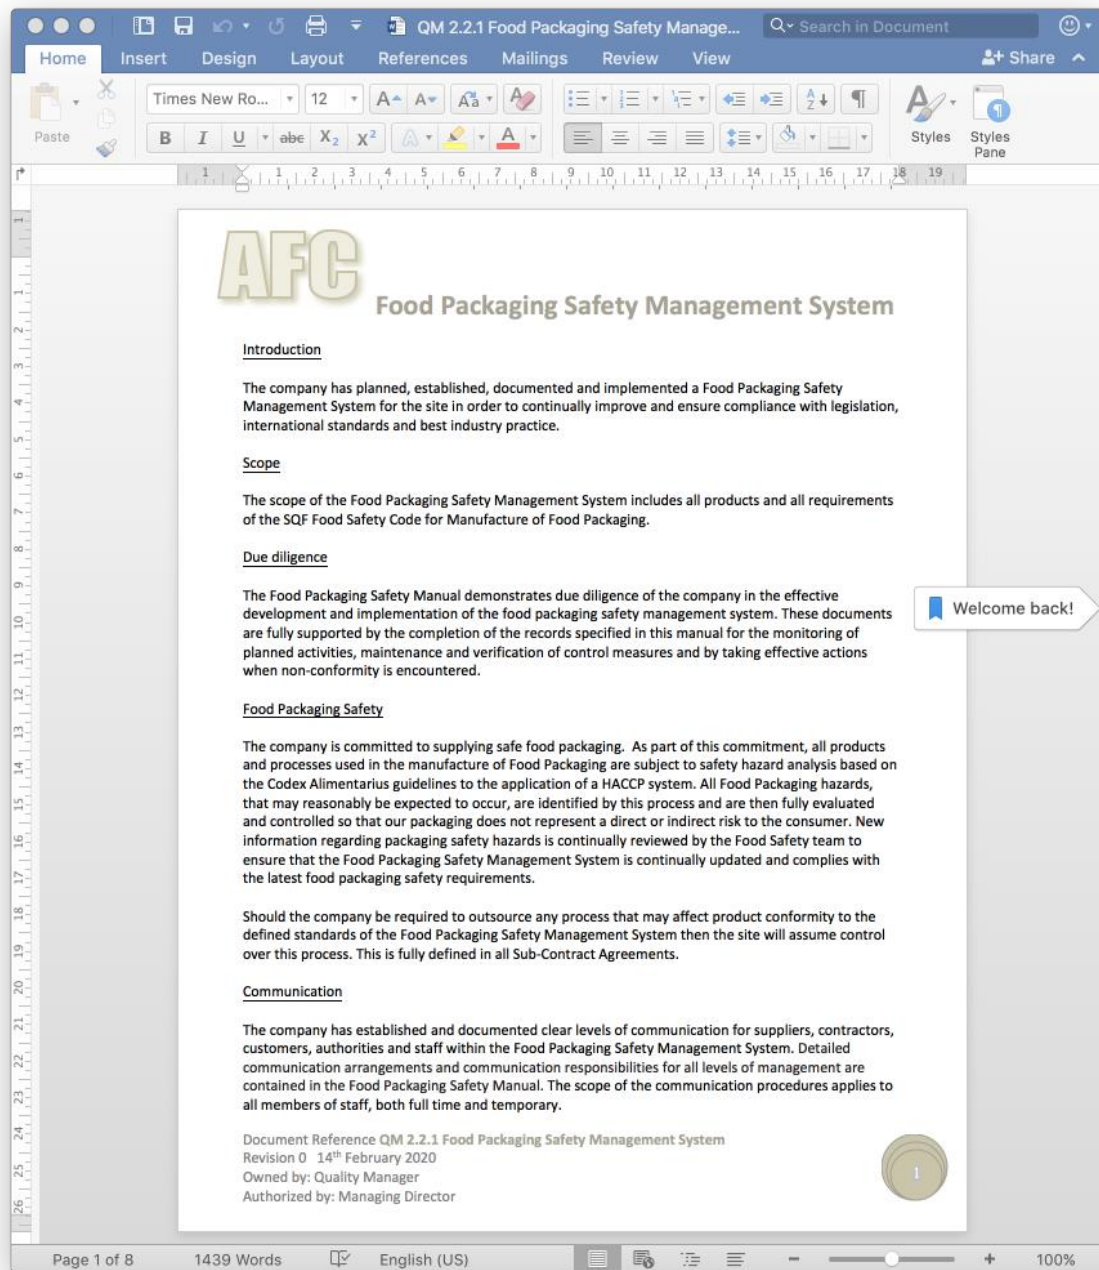 QM 2.2.1 Food Packaging Safety Manage...
Search in Document
Home Insert Design Layout References Mailings Review View Share
Paste
Times New Ro... 12
Styles
Styles Pane
1 1 2 3 4 5 6 7 8 9 10 11 12 13 14 15 16 17 18 19
AFC
Food Packaging Safety Management System
Introduction
The company has planned, established, documented and implemented a Food Packaging Safety
Management System for the site in order to continually improve and ensure compliance with legislation,
international standards and best industry practice.
Scope
The scope of the Food Packaging Safety Management System includes all products and all requirements
of the SQF Food Safety Code for Manufacture of Food Packaging.
Due diligence
The Food Packaging Safety Manual demonstrates due diligence of the company in the effective
development and implementation of the food packaging safety management system. These documents
are fully supported by the completion of the records specified in this manual for the monitoring of
planned activities, maintenance and verification of control measures and by taking effective actions
when non-conformity is encountered.
Welcome back!
Food Packaging Safety
The company is committed to supplying safe food packaging.  As part of this commitment, all products
and processes used in the manufacture of Food Packaging are subject to safety hazard analysis based on
the Codex Alimentarius guidelines to the application of a HACCP system. All Food Packaging hazards,
that may reasonably be expected to occur, are identified by this process and are then fully evaluated
and controlled so that our packaging does not represent a direct or indirect risk to the consumer. New
information regarding packaging safety hazards is continually reviewed by the Food Safety team to
ensure that the Food Packaging Safety Management System is continually updated and complies with
the latest food packaging safety requirements.
Should the company be required to outsource any process that may affect product conformity to the
defined standards of the Food Packaging Safety Management System then the site will assume control
over this process. This is fully defined in all Sub-Contract Agreements.
Communication
The company has established and documented clear levels of communication for suppliers, contractors,
customers, authorities and staff within the Food Packaging Safety Management System. Detailed
communication arrangements and communication responsibilities for all levels of management are
contained in the Food Packaging Safety Manual. The scope of the communication procedures applies to
all members of staff, both full time and temporary.
Document Reference QM 2.2.1 Food Packaging Safety Management System
Revision 0   14th February 2020
Owned by: Quality Manager
Authorized by: Managing Director
1
Page 1 of 8 1439 Words English (US) 100%